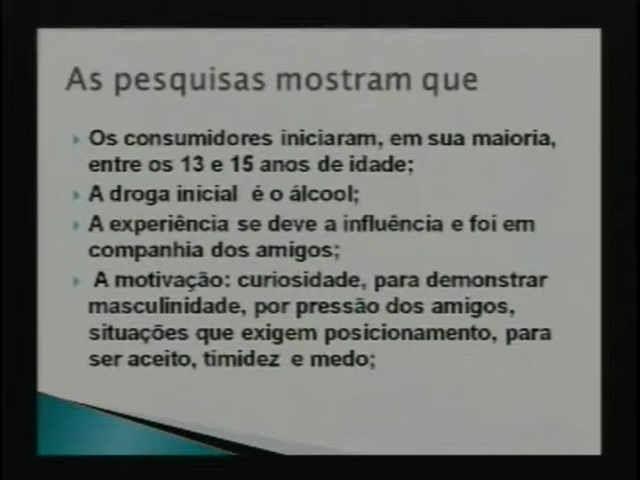 As pesquisas mostram que
Os consumidores iniciaram, em sua maioria,
entre os 13 e 15 anos de idade;
A droga inicial é o álcool;
A experiência se deve a influência e foi em
companhia dos amigos;
A motivação: curiosidade, para demonstrar
masculinidade, por pressão dos amigos,
situações que exigem posicionamento, para
ser aceito, timidez e medo;